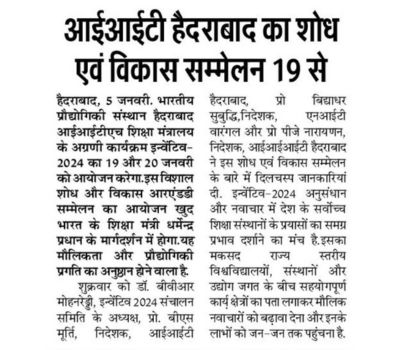 आईआईटी हैदराबाद का शोध
एवं विकास सम्मेलन 19 से
हैदराबाद, 5 जनवरी. भारतीय
प्रौद्योगिकी संस्थान हैदराबाद
आईआईटीएच शिक्षा मंत्रालय
के अग्रणी कार्यक्रम इन्वेंटिव-
2024 का 19 और 20 जनवरी
को आयोजन करेगा.इस विशाल
शोध और विकास आरएंडडी
सम्मेलन का आयोजन खुद
भारत के शिक्षा मंत्री धर्मेन्द्र
प्रधान के मार्गदर्शन में होगा.यह
मौलिकता और प्रौद्योगिकी
प्रगति का अनुष्ठान होने वाला है.
शुक्रवार को डॉ. बीवीआर
मोहनरेड्डी, इन्वेंटिव 2024 संचालन
समिति के अध्यक्ष, प्रो. बीएस
मूर्ति, निदेशक, आईआईटी
हैदराबाद, प्रो बिद्याधर
सुबुद्धि,निदेशक, एनआईटी
वारंगल और प्रो पीजे नारायण,
निदेशक, आईआईआईटी हैदराबाद
ने इस शोध एवं विकास सम्मेलन
के बारे में दिलचस्प जानकारियां
दी. इन्वेंटिव-2024 अनुसंधान
और नवाचार में देश के सर्वोच्च
शिक्षा संस्थानों के प्रयासों का समग्र
प्रभाव दर्शाने का मंच है.इसका
मकसद राज्य स्तरीय
विश्वविद्यालयों, संस्थानों और
उद्योग जगत के बीच सहयोगपूर्ण
कार्य क्षेत्रों का पता लगाकर मौलिक
नवाचारों को बढ़ावा देना और इनके
लाभों को जन-जन तक पहुंचना है.